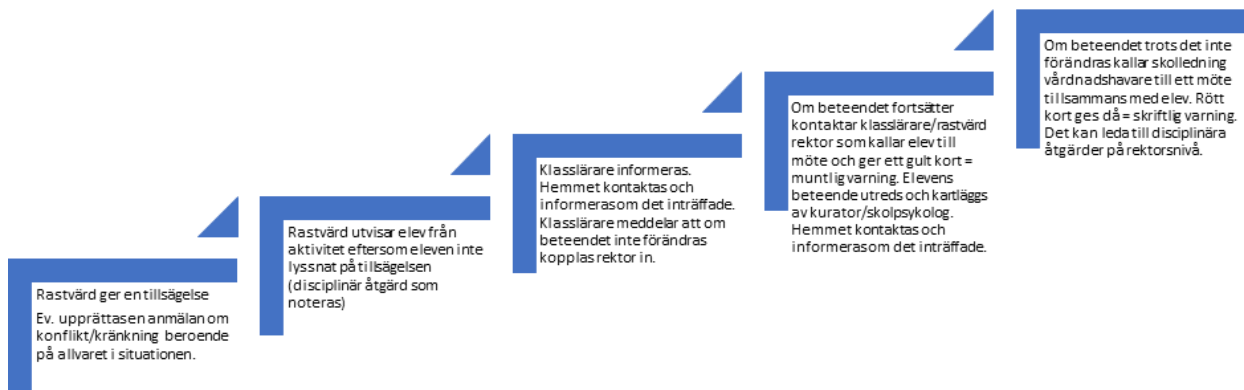 Rastvärd ger en tillsägelse
Ev. upprättas en anmälan om
konflikt/kränkning beroende
på allvaret i situationen.
Rastvärd utvisar elev från
aktivitet eftersom eleven inte
lyssnat på tillsägelsen
(disciplinär åtgärd som
noteras)
Klasslärare informeras.
Hemmet kontaktas och
informeras om det inträffade.
Klasslärare meddelar att om
beteendet inte förändras
kopplas rektor in.
Om beteendet fortsätter
kontaktar klasslärare/rastvärd
rektor som kallar elev till
möte och ger ett gult kort =
muntlig varning. Elevens
beteende utreds och kartläggs
av kurator/skolpsykolog.
Hemmet kontaktas och
informeras om det inträffade.
Om beteendet trots det inte
förändras kallar skolledning
vårdnadshavare till ett möte
tillsammans med elev. Rött
kort ges då = skriftlig varning.
Det kan leda till disciplinära
åtgärder på rektorsnivå.